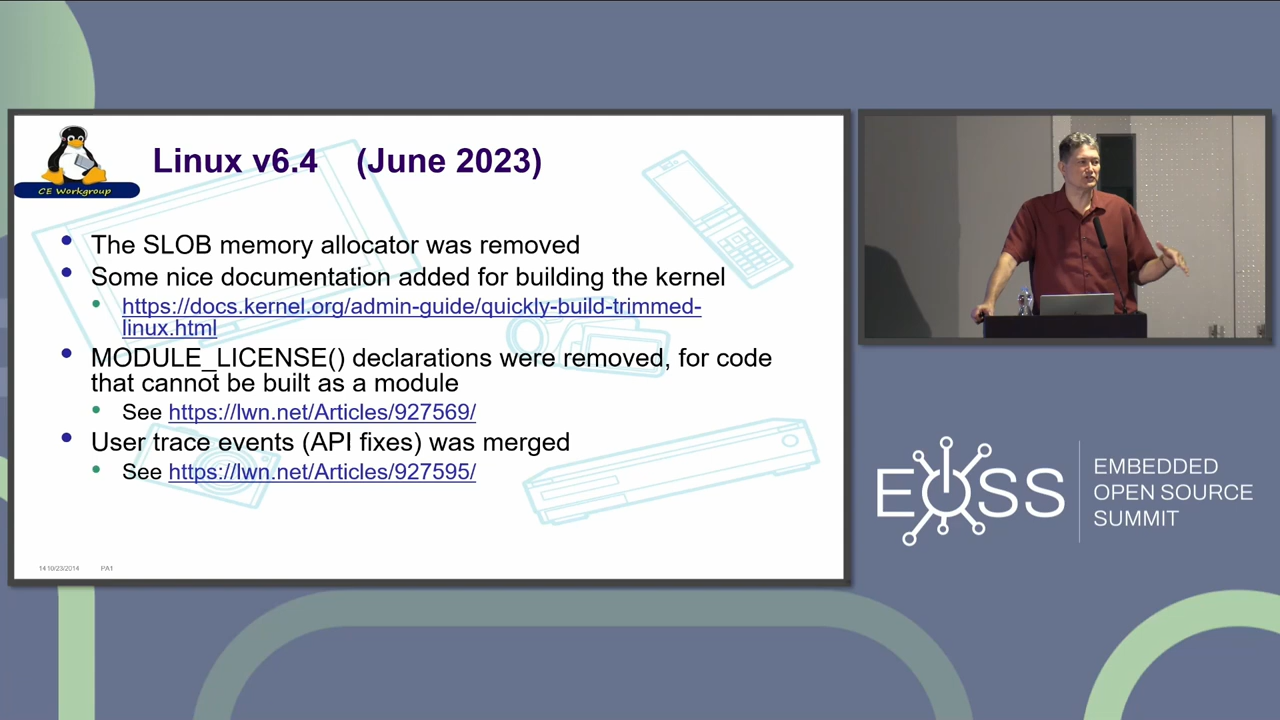 CE Workgroup
Linux v6.4 (June 2023)
• The SLOB memory allocator was removed
• Some nice documentation added for building the kernel
• https://docs.kernel.org/admin-guide/quickly-build-trimmed-
linux.html
• MODULE_LICENSE() declarations were removed, for code
that cannot be built as a module
• See https://lwn.net/Articles/927569/
• User trace events (API fixes) was merged
• See https://lwn.net/Articles/927595/
14 10/23/2014 PA1
EOSS
EMBEDDED
OPEN SOURCE
SUMMIT